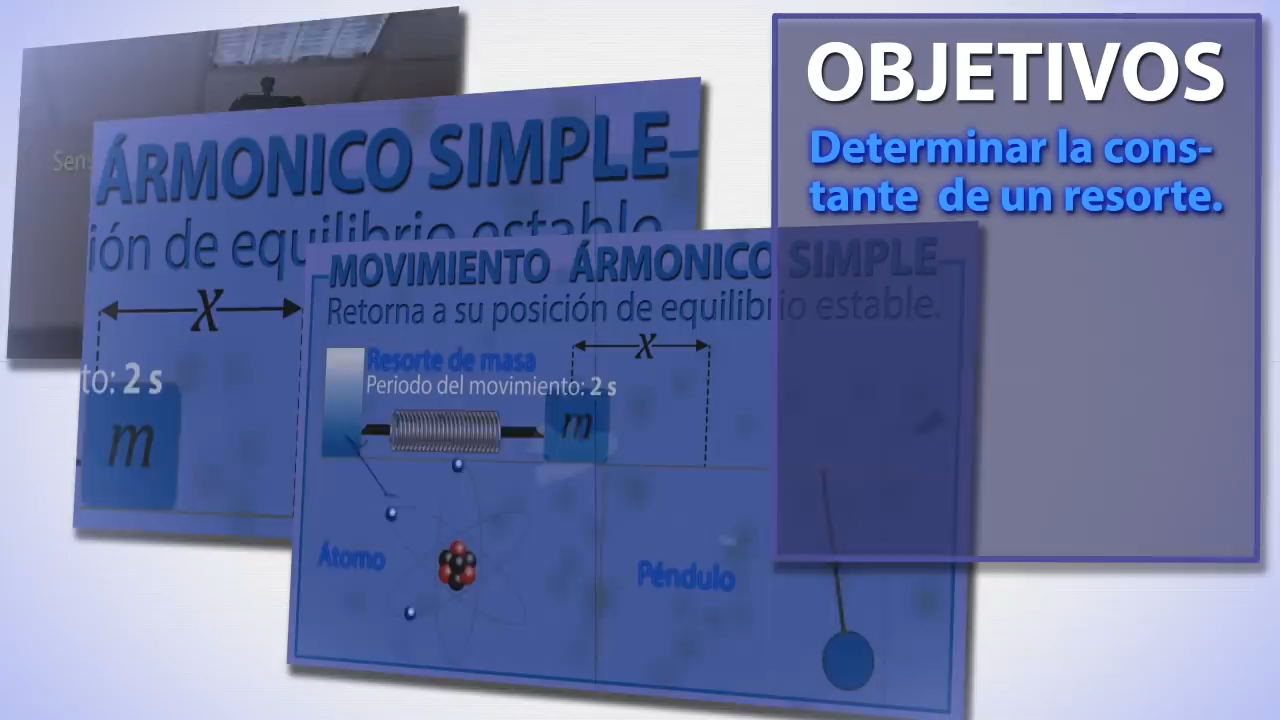 OBJETIVOS
Determinar la cons-
tante de un resorte.
Sens
ÁRMONICO SIMPLE
ión de equilibrio estable
x
to: 2 s
m
MOVIMIENTO ÁRMONICO SIMPLE
Retorna a su posición de equilibrio estable.
x
Resorte de masa
Periodo del movimiento: 2 s
m
Átomo
Péndulo